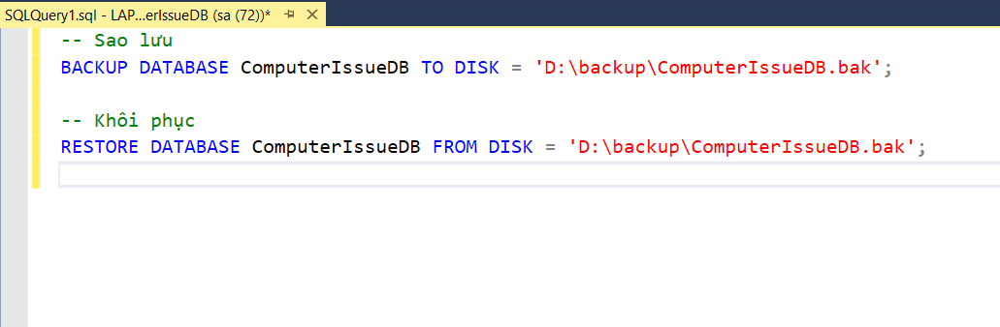 SQLQuery1.sql - LAP...erIssueDB (sa (72))*
-- Sao lưu
BACKUP DATABASE ComputerIssueDB TO DISK = 'D:\backup\ComputerIssueDB.bak';
-- Khôi phục
RESTORE DATABASE ComputerIssueDB FROM DISK = 'D:\backup\ComputerIssueDB.bak';